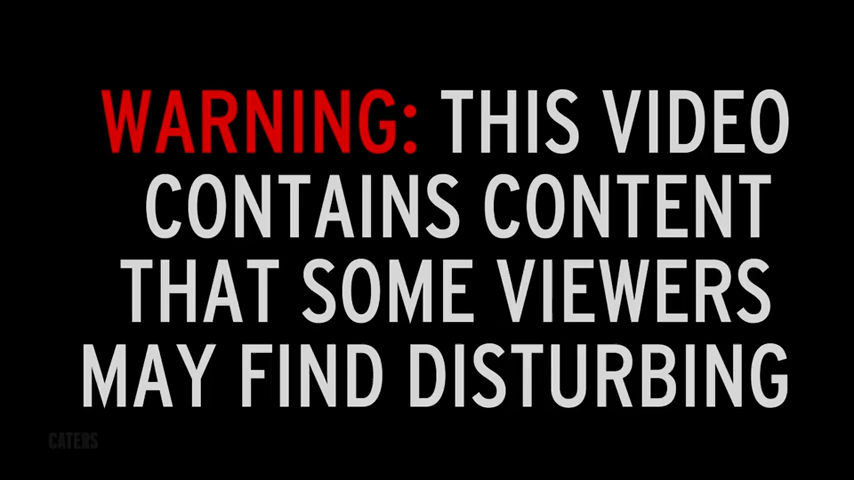 WARNING: THIS VIDEO
CONTAINS CONTENT
THAT SOME VIEWERS
MAY FIND DISTURBING
CATERS